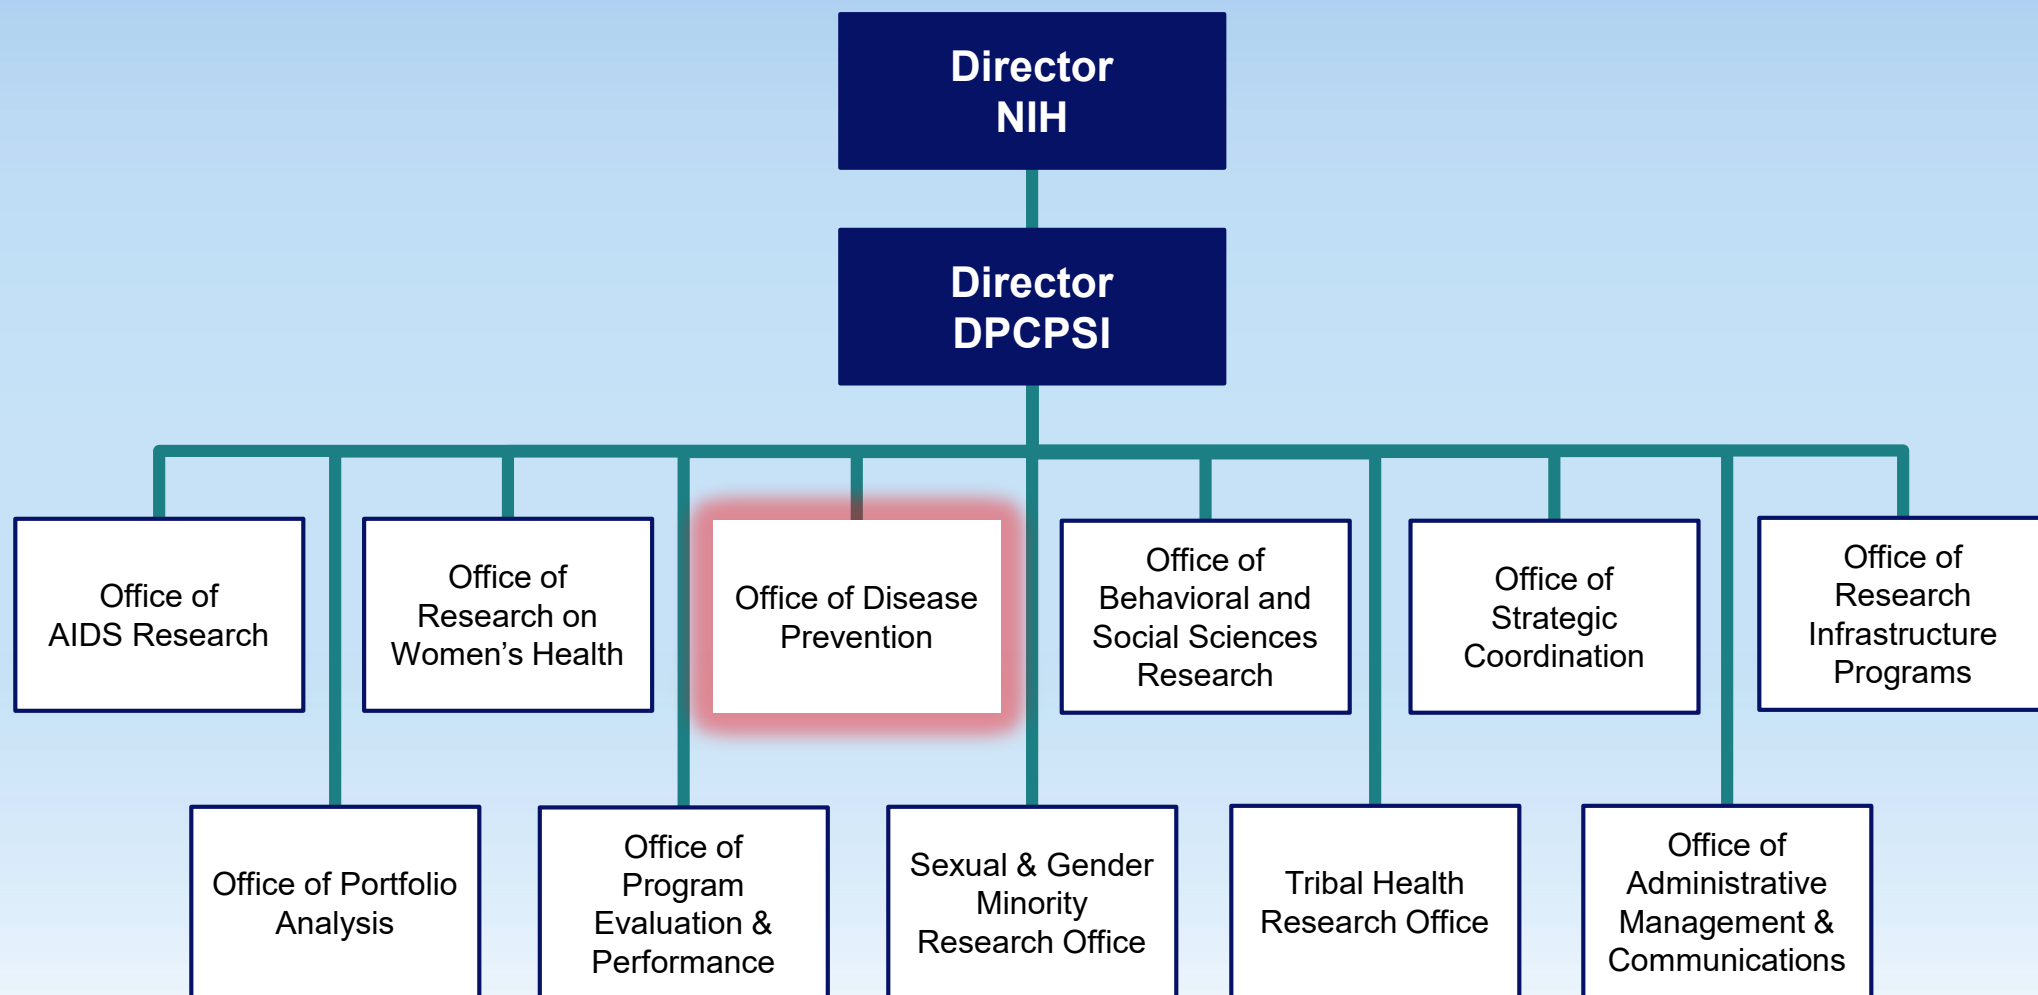 Director
NIH
Director
DPCPSI
Office of
AIDS Research
Office of
Research on
Women’s Health
Office of Disease
Prevention
Office of
Behavioral and
Social Sciences
Research
Office of
Strategic
Coordination
Office of
Research
Infrastructure
Programs
Office of Portfolio
Analysis
Office of
Program
Evaluation &
Performance
Sexual & Gender
Minority
Research Office
Tribal Health
Research Office
Office of
Administrative
Management &
Communications